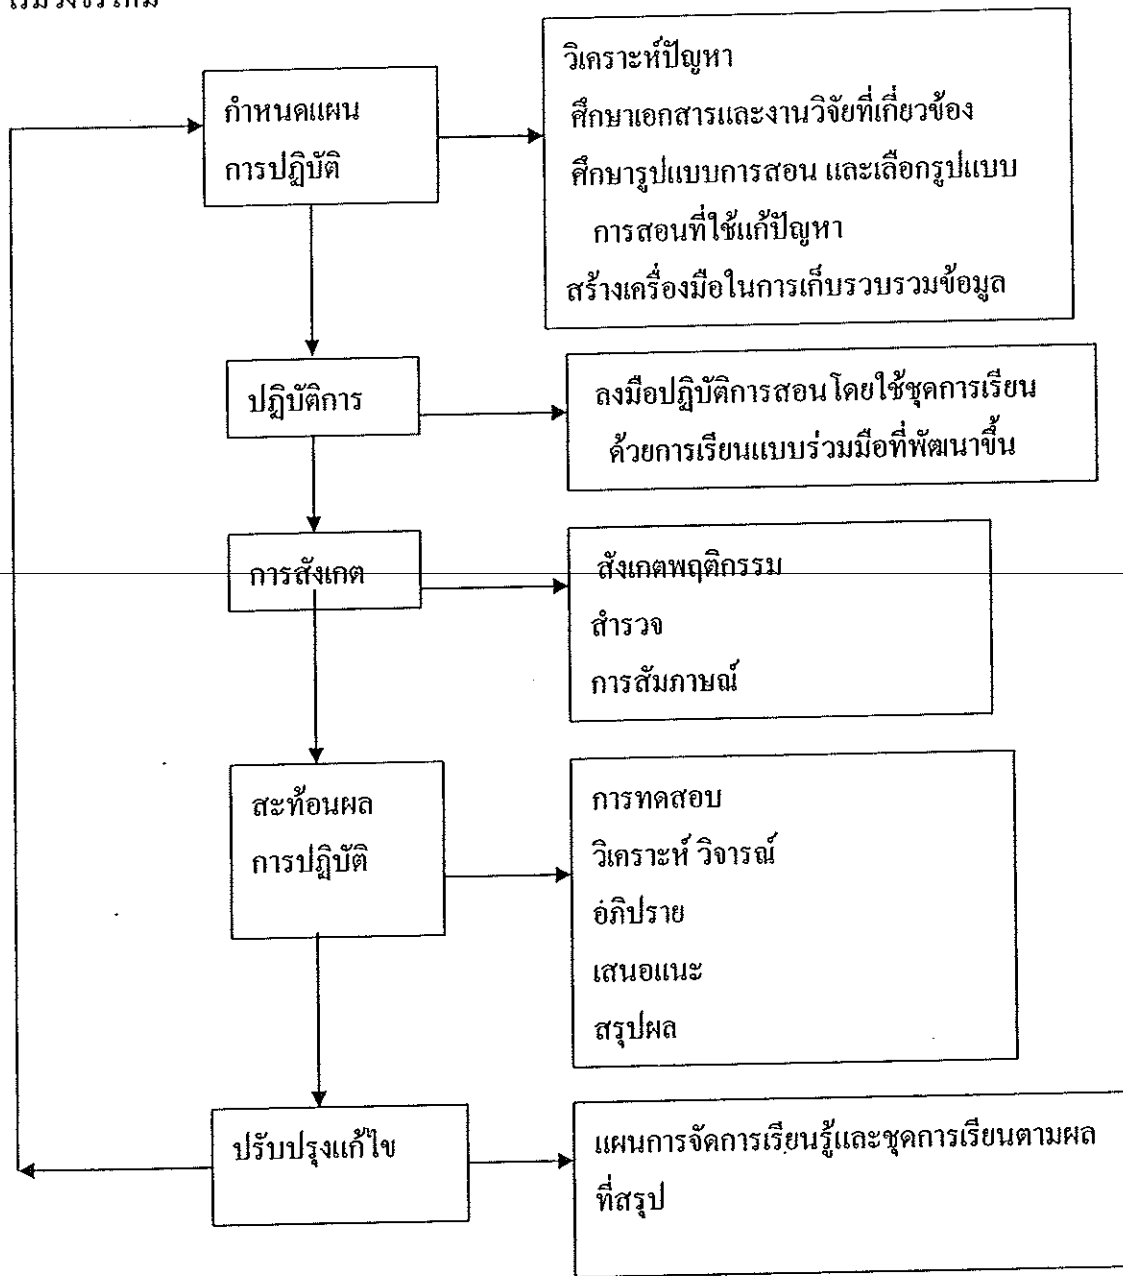 กำหนดแผน
การปฏิบัติ
วิเคราะห์ปัญหา
ศึกษาเอกสารและงานวิจัยที่เกี่ยวข้อง
ศึกษารูปแบบการสอน และเลือกรูปแบบ
การสอนที่ใช้แก้ปัญหา
สร้างเครื่องมือในการเก็บรวบรวมข้อมูล
ปฏิบัติการ
ลงมือปฏิบัติการสอน โดยใช้ชุดการเรียน
ด้วยการเรียนแบบร่วมมือที่พัฒนาขึ้น
การสังเกต
สังเกตพฤติกรรม
สำรวจ
การสัมภาษณ์
สะท้อนผล
การปฏิบัติ
การทดสอบ
วิเคราะห์ วิจารณ์
อภิปราย
เสนอแนะ
สรุปผล
ปรับปรุงแก้ไข
แผนการจัดการเรียนรู้และชุดการเรียนตามผล
ที่สรุป